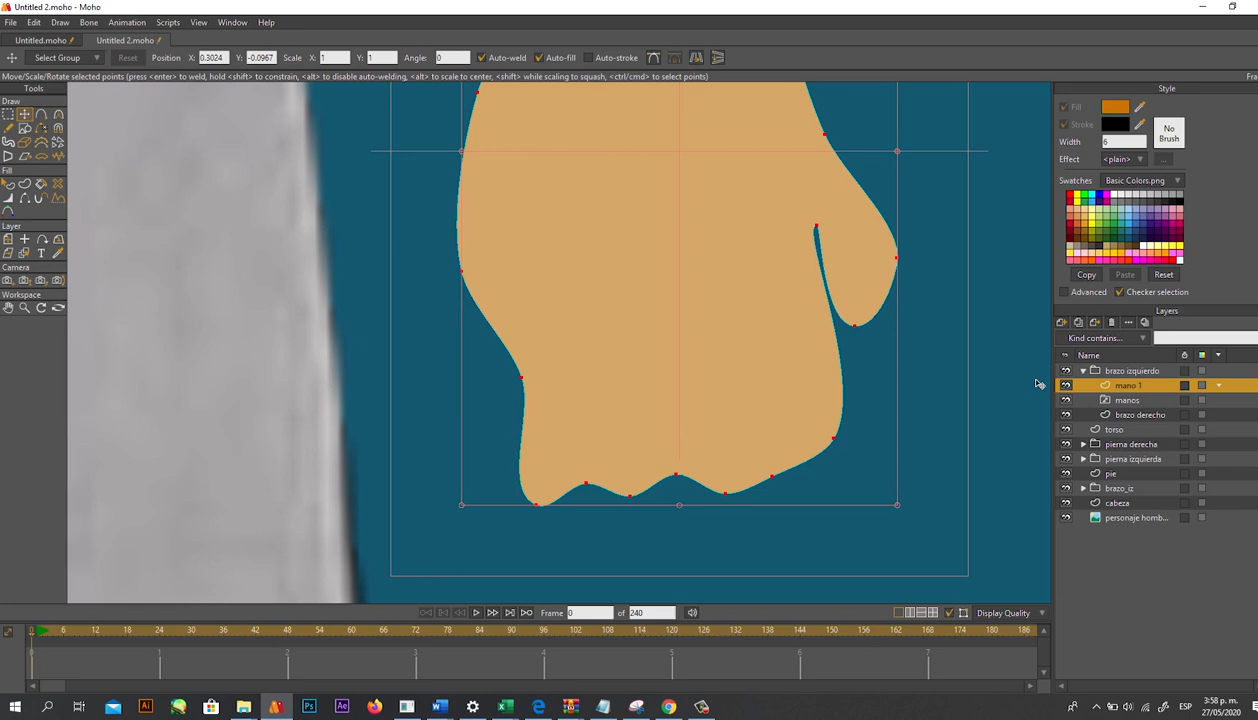 Untitled 2.moho - Moho
File Edit Draw Bone Animation Scripts View Window Help
Untitled.moho Untitled 2.moho
Select Group Reset Position X: 0.3024 Y: -0.0967 Scale X: 1 Y: 1 Angle: 0 Auto-weld Auto-fill Auto-stroke
Move/Scale/Rotate selected points (press <enter> to weld, hold <shift> to constrain, <alt> to disable auto-welding, <alt> to scale to center, <shift> while scaling to squash, <ctrl/cmd> to select points) Fra
Tools
Draw
Fill
Layer
Camera
Workspace
Style
Fill
Stroke
No Brush
Width 6
Effect <plain> ...
Swatches Basic Colors.png
Copy Paste Reset
Advanced Checker selection
Layers
Kind contains...
Name
brazo izquierdo
mano 1
manos
brazo derecho
torso
pierna derecha
pierna izquierda
pie
brazo_iz
cabeza
personaje homb...
Frame 0 of 240 Display Quality
0 6 12 18 24 30 36 42 48 54 60 66 72 78 84 90 96 102 108 114 120 126 132 138 144 150 156 162 168 174 180 186
1 2 3 4 5 6 7
T
Ai Ps Ae ESP 3:58 p. m.
27/05/2020